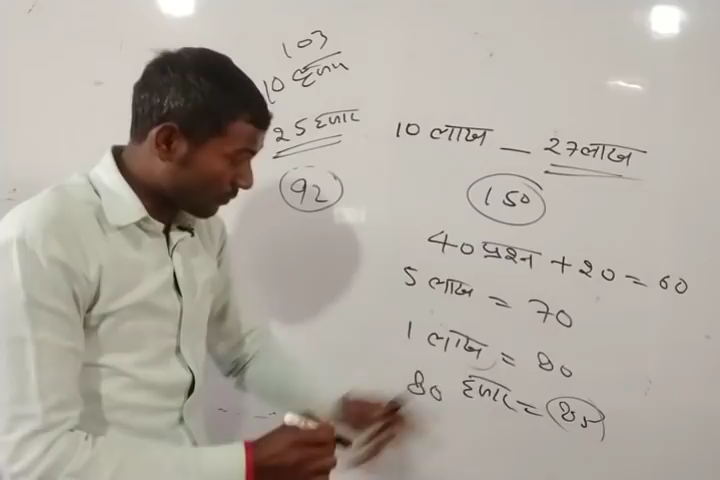 103
10 हजार
25 हजार
92
10 लाख - 27 लाख
150
40 प्रश्न + 20 = 60
5 लाख = 70
1 लाख = 80
80 हजार = 85